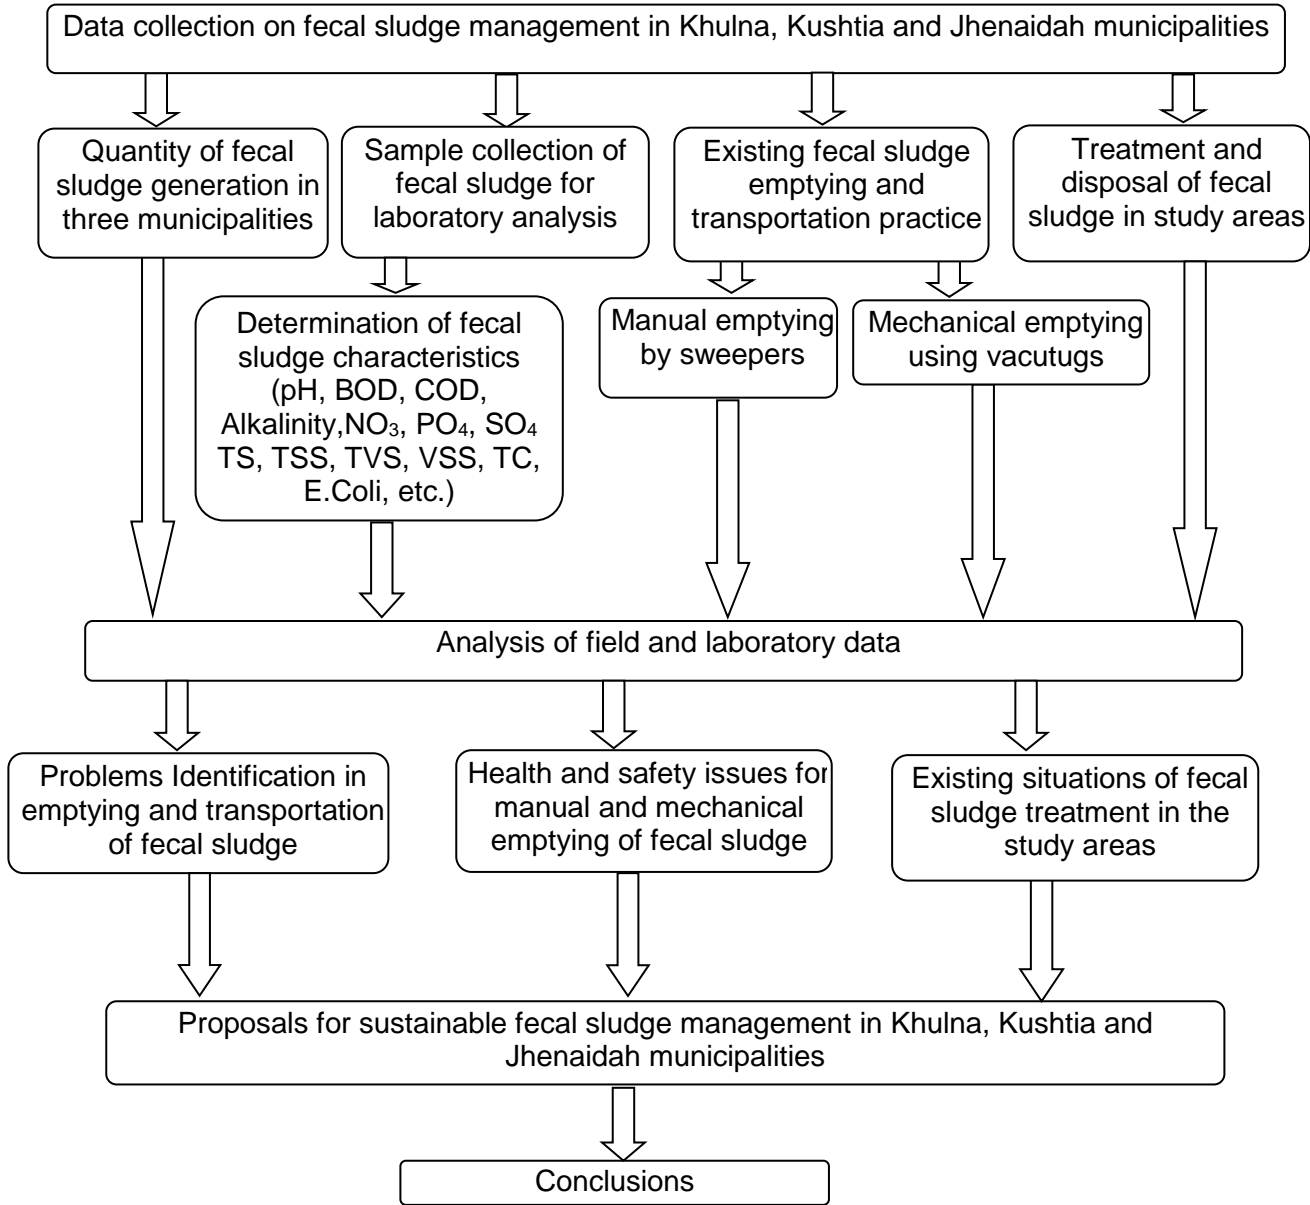 Data collection on fecal sludge management in Khulna, Kushtia and Jhenaidah municipalities
Quantity of fecal
sludge generation in
three municipalities
Sample collection of
fecal sludge for
laboratory analysis
Existing fecal sludge
emptying and
transportation practice
Treatment and
disposal of fecal
sludge in study areas
Determination of fecal
sludge characteristics
(pH, BOD, COD,
Alkalinity,NO₃, PO₄, SO₄
TS, TSS, TVS, VSS, TC,
E.Coli, etc.)
Manual emptying
by sweepers
Mechanical emptying
using vacutugs
Analysis of field and laboratory data
Problems Identification in
emptying and transportation
of fecal sludge
Health and safety issues for
manual and mechanical
emptying of fecal sludge
Existing situations of fecal
sludge treatment in the
study areas
Proposals for sustainable fecal sludge management in Khulna, Kushtia and
Jhenaidah municipalities
Conclusions